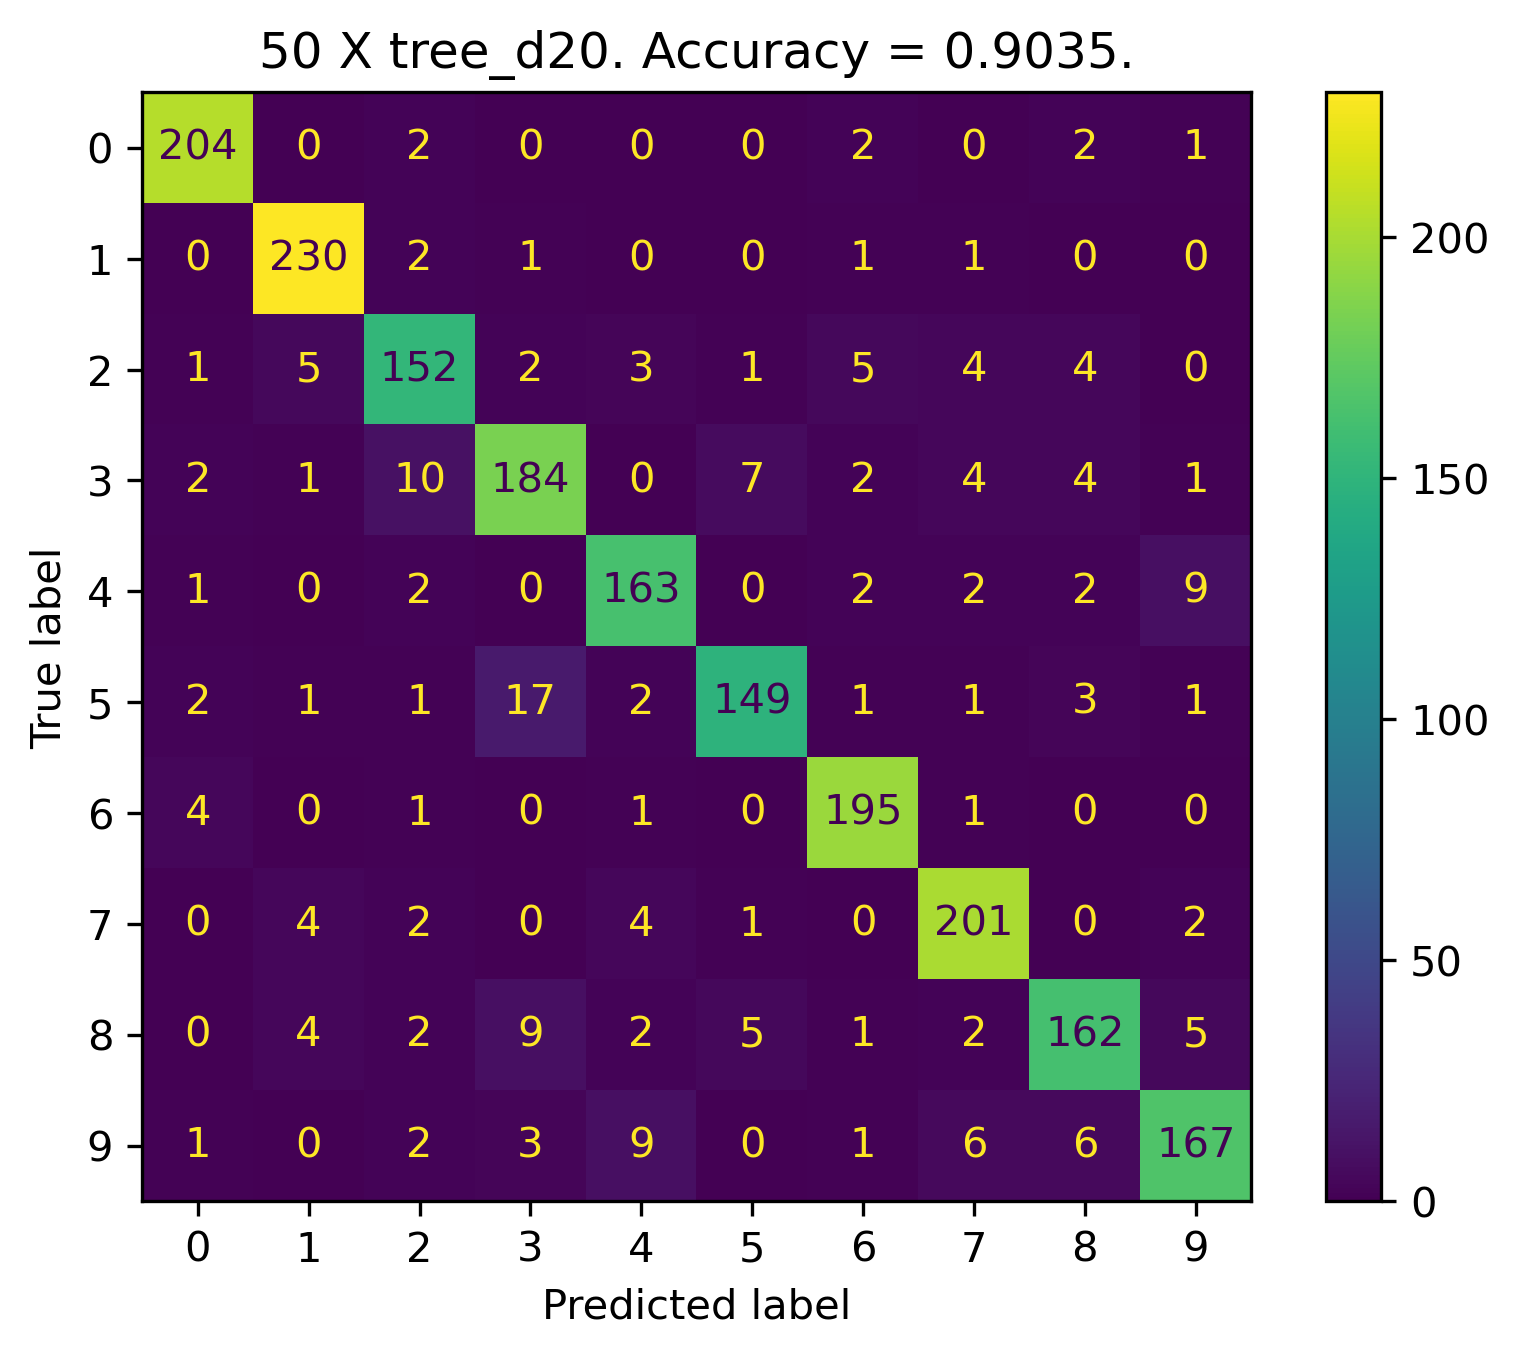 50 X tree_d20. Accuracy = 0.9035.
0 204 0 2 0 0 0 2 0 2 1
1 0 230 2 1 0 0 1 1 0 0
2 1 5 152 2 3 1 5 4 4 0
3 2 1 10 184 0 7 2 4 4 1
4 1 0 2 0 163 0 2 2 2 9
5 2 1 1 17 2 149 1 1 3 1
6 4 0 1 0 1 0 195 1 0 0
7 0 4 2 0 4 1 0 201 0 2
8 0 4 2 9 2 5 1 2 162 5
9 1 0 2 3 9 0 1 6 6 167
0 1 2 3 4 5 6 7 8 9
Predicted label
True label
200
150
100
50
0